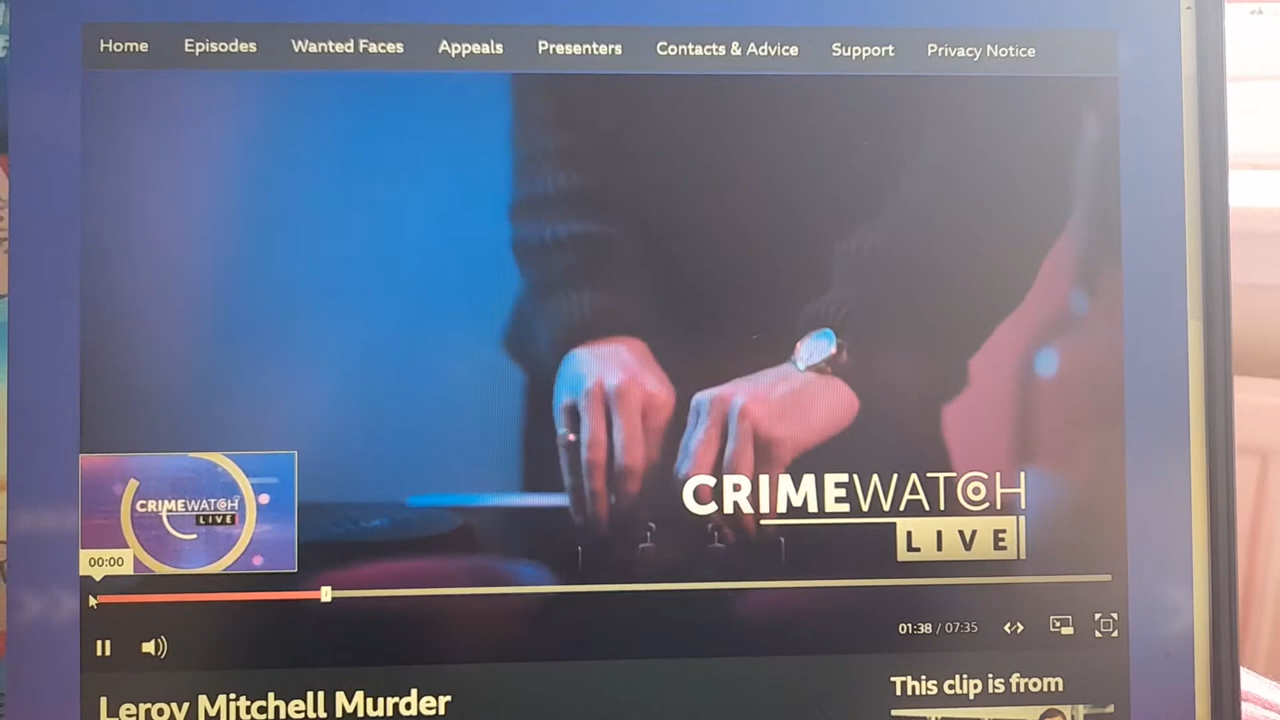 Home Episodes Wanted Faces Appeals Presenters Contacts & Advice Support Privacy Notice
CRIMEWATCH
LIVE
CRIMEWATCH
LIVE
00:00
01:38 / 07:35
This clip is from
Leroy Mitchell Murder